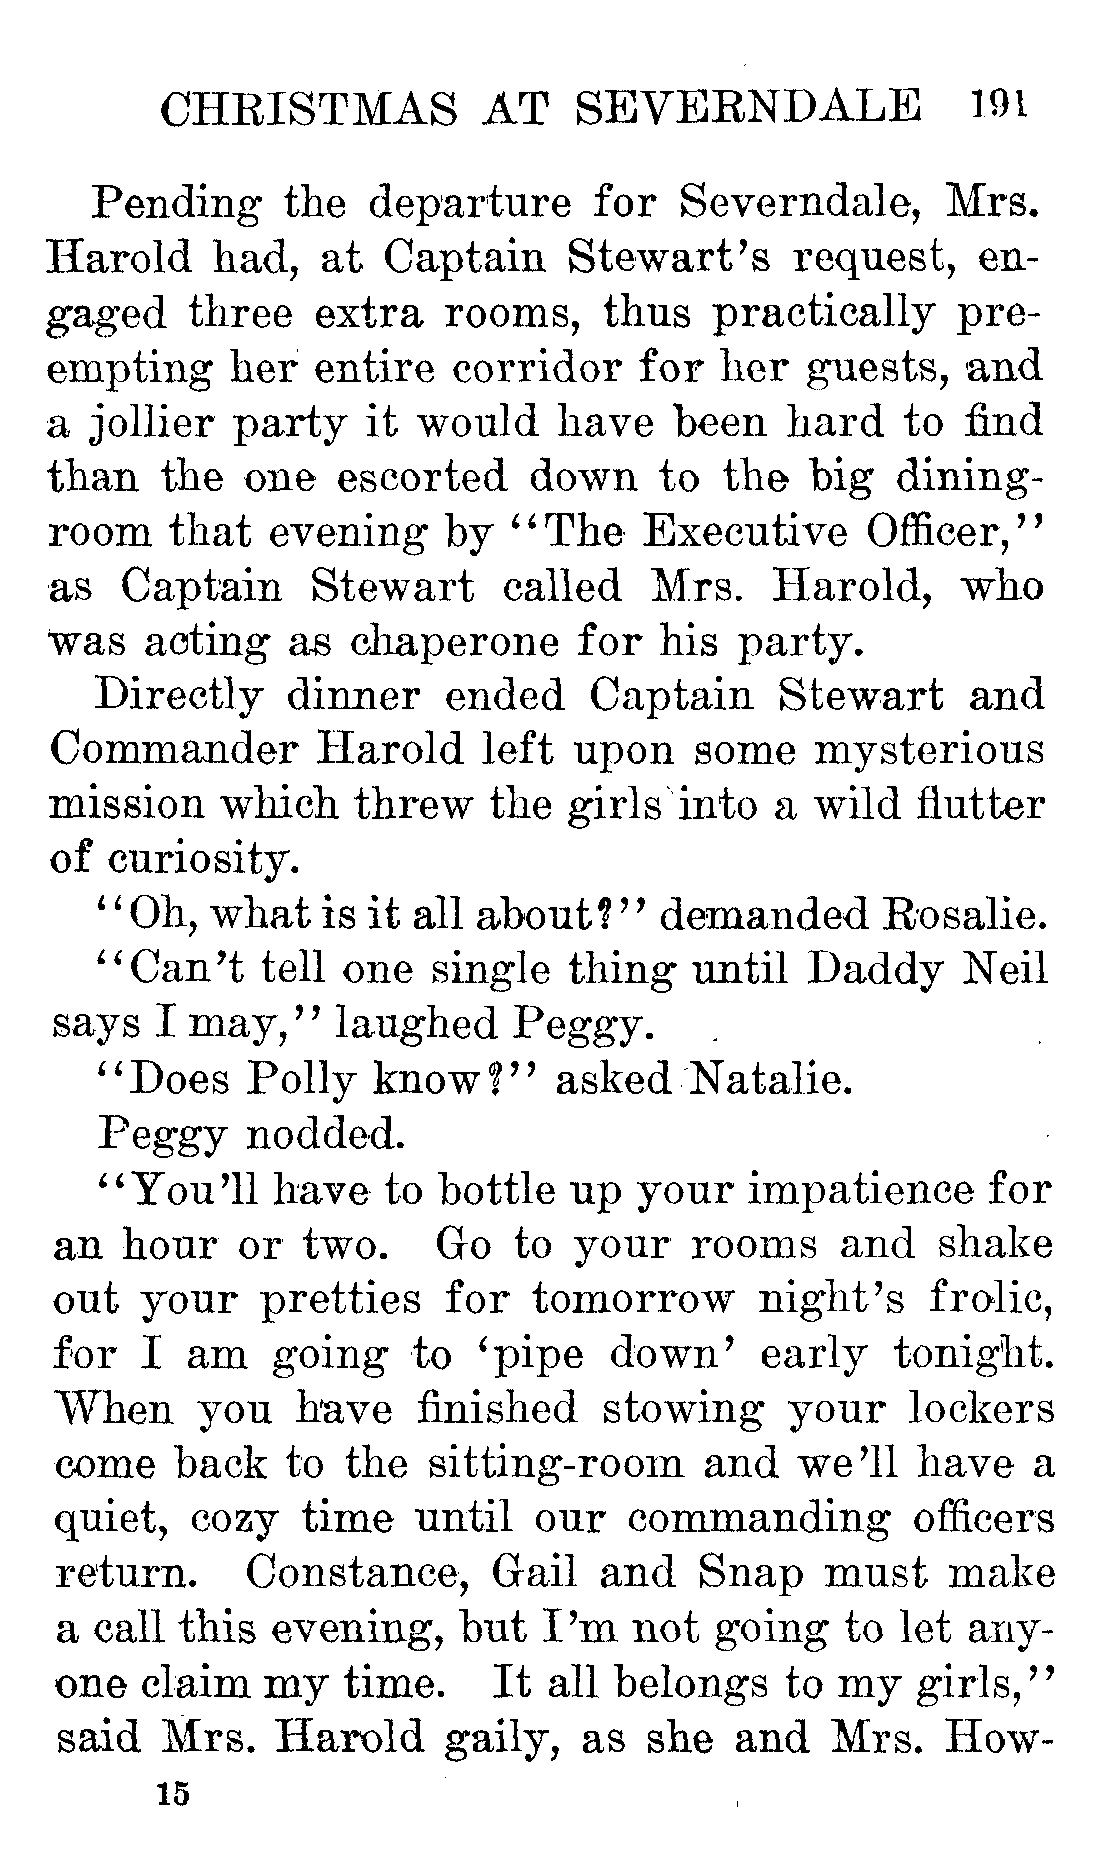 CHRISTMAS AT SEVERNDALE 191
Pending the departure for Severndale, Mrs.
Harold had, at Captain Stewart's request, en-
gaged three extra rooms, thus practically pre-
empting her entire corridor for her guests, and
a jollier party it would have been hard to find
than the one escorted down to the big dining-
room that evening by "The Executive Officer,"
as Captain Stewart called Mrs. Harold, who
was acting as chaperone for his party.
Directly dinner ended Captain Stewart and
Commander Harold left upon some mysterious
mission which threw the girls into a wild flutter
of curiosity.
"Oh, what is it all about?" demanded Rosalie.
"Can't tell one single thing until Daddy Neil
says I may," laughed Peggy.
"Does Polly know?" asked Natalie.
Peggy nodded.
"You'll have to bottle up your impatience for
an hour or two. Go to your rooms and shake
out your pretties for tomorrow night's frolic,
for I am going to 'pipe down' early tonight.
When you have finished stowing your lockers
come back to the sitting-room and we'll have a
quiet, cozy time until our commanding officers
return. Constance, Gail and Snap must make
a call this evening, but I'm not going to let any-
one claim my time. It all belongs to my girls,"
said Mrs. Harold gaily, as she and Mrs. How-
15